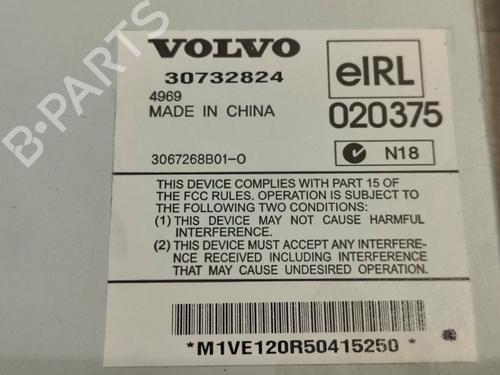 VOLVO
30732824
4969
MADE IN CHINA
3067268B01-O
eIRL
020375
N18
THIS DEVICE COMPLIES WITH PART 15 OF
THE FCC RULES. OPERATION IS SUBJECT TO
THE FOLLOWING TWO CONDITIONS:
(1) THIS DEVICE MAY NOT CAUSE HARMFUL
INTERFERENCE.
(2) THIS DEVICE MUST ACCEPT ANY INTERFERE-
NCE RECEIVED INCLUDING INTERFERENCE
THAT MAY CAUSE UNDESIRED OPERATION.
*M1VE120R50415250*
B-PARTS